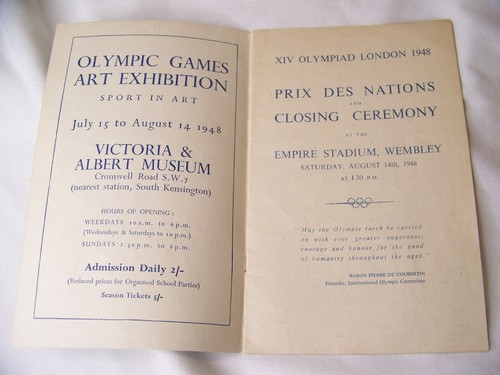 OLYMPIC GAMES
ART EXHIBITION
SPORT IN ART
July 15 to August 14 1948
VICTORIA &
ALBERT MUSEUM
Cromwell Road S.W.7
(nearest station, South Kensington)
HOURS OF OPENING :
WEEKDAYS 10 a.m. to 6 p.m.
(Wednesdays & Saturdays to 10 p.m.)
SUNDAYS 2.30 p.m. to 6 p.m.
Admission Daily 2/-
(Reduced prices for Organised School Parties)
Season Tickets 5/-
XIV OLYMPIAD LONDON 1948
PRIX DES NATIONS
AND
CLOSING CEREMONY
AT THE
EMPIRE STADIUM, WEMBLEY
SATURDAY, AUGUST 14th, 1948
AT 1.30 P.M.
"May the Olympic torch be carried
on with ever greater eagerness,
courage and honour for the good
of humanity throughout the ages."
BARON PIERRE DE COUBERTIN
Founder, International Olympic Committee